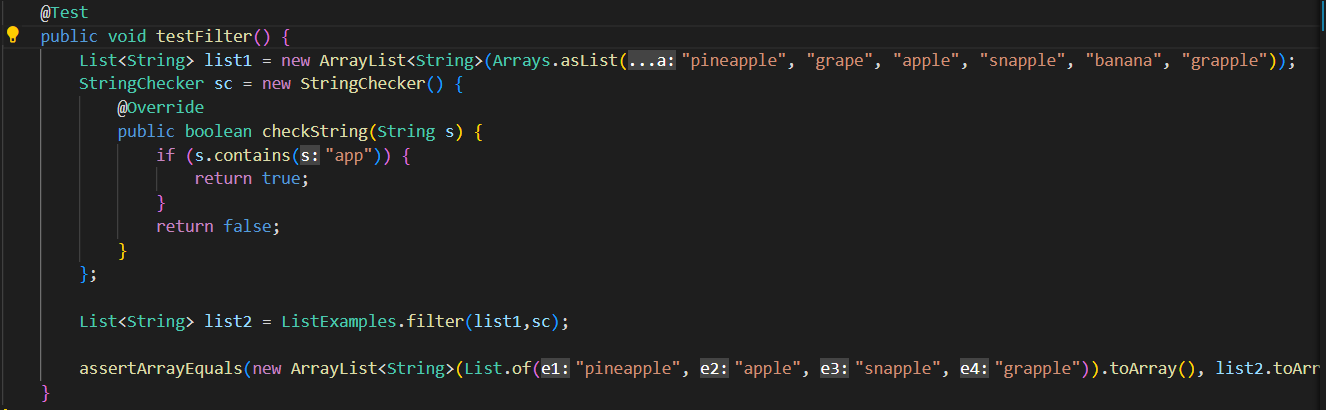 @Test
public void testFilter() {
List<String> list1 = new ArrayList<String>(Arrays.asList(...a: "pineapple", "grape", "apple", "snapple", "banana", "grapple"));
StringChecker sc = new StringChecker() {
@Override
public boolean checkString(String s) {
if (s.contains(s: "app")) {
return true;
}
return false;
}
};
List<String> list2 = ListExamples.filter(list1,sc);
assertArrayEquals(new ArrayList<String>(List.of(e1: "pineapple", e2: "apple", e3: "snapple", e4: "grapple")).toArray(), list2.toArr
}